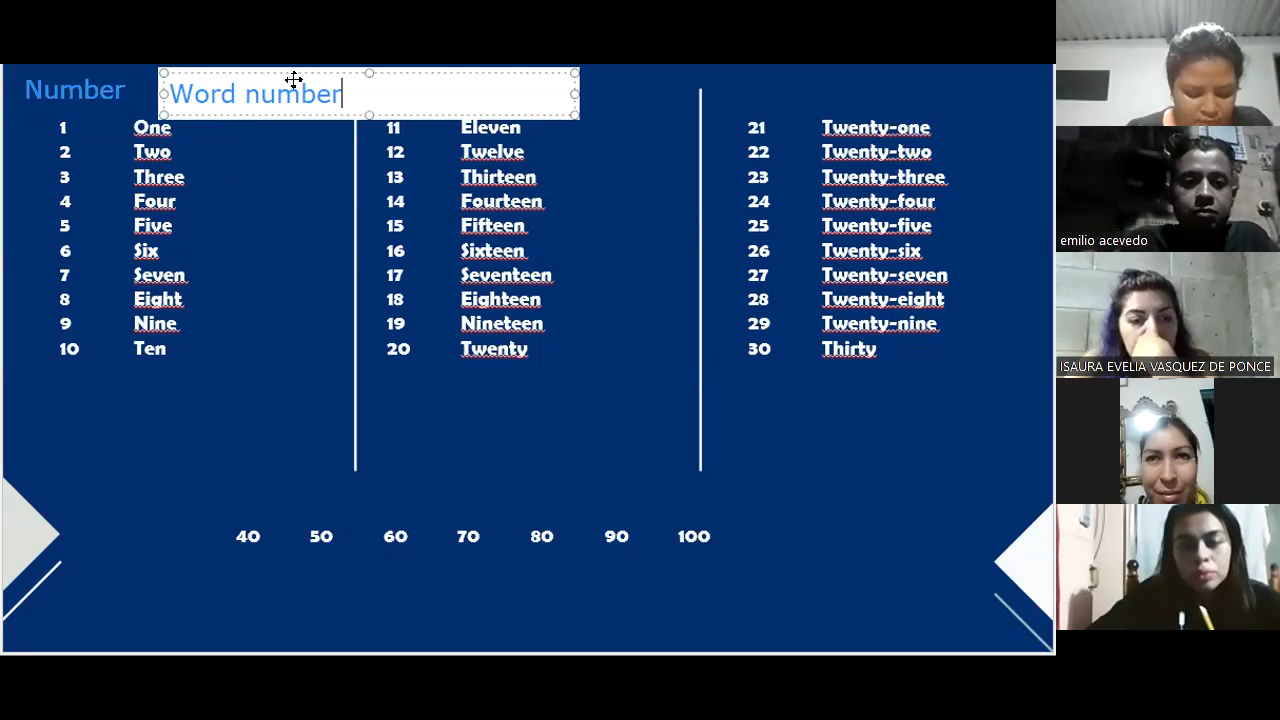 Number
Word number
1 One
2 Two
3 Three
4 Four
5 Five
6 Six
7 Seven
8 Eight
9 Nine
10 Ten
11 Eleven
12 Twelve
13 Thirteen
14 Fourteen
15 Fifteen
16 Sixteen
17 Seventeen
18 Eighteen
19 Nineteen
20 Twenty
21 Twenty-one
22 Twenty-two
23 Twenty-three
24 Twenty-four
25 Twenty-five
26 Twenty-six
27 Twenty-seven
28 Twenty-eight
29 Twenty-nine
30 Thirty
40 50 60 70 80 90 100
emilio acevedo
ISAURA EVELIA VASQUEZ DE PONCE